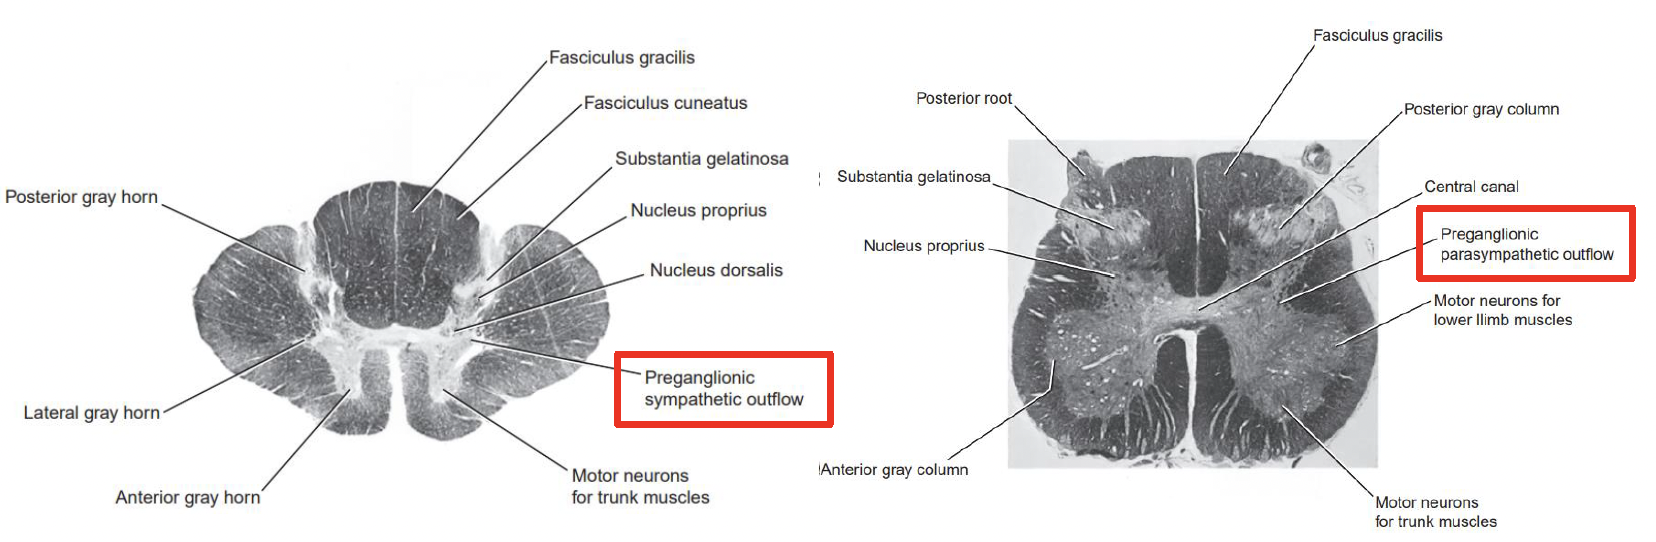 Fasciculus gracilis
Fasciculus cuneatus
Substantia gelatinosa
Posterior gray horn
Nucleus proprius
Nucleus dorsalis
Preganglionic
sympathetic outflow
Lateral gray horn
Motor neurons
for trunk muscles
Anterior gray horn
Fasciculus gracilis
Posterior root
Posterior gray column
Substantia gelatinosa
Central canal
Nucleus proprius
Preganglionic
parasympathetic outflow
Motor neurons for
lower llimb muscles
Anterior gray column
Motor neurons
for trunk muscles